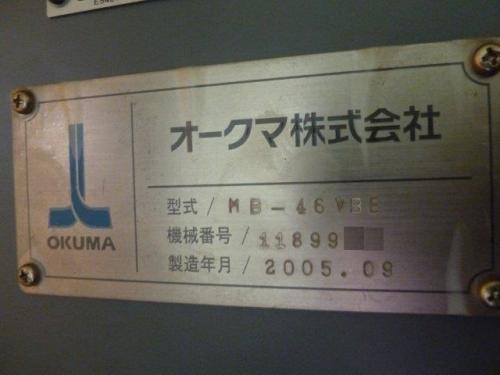 オークマ株式会社
OKUMA
型式 / MB-46VBE
機械番号 / 11899
製造年月 / 2005.09